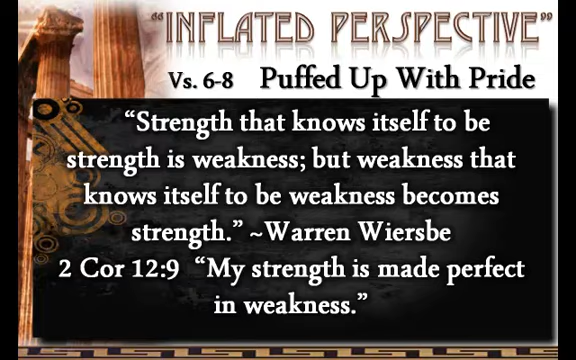 “INFLATED PERSPECTIVE”
Vs. 6-8 Puffed Up With Pride
“Strength that knows itself to be
strength is weakness; but weakness that
knows itself to be weakness becomes
strength.” ~Warren Wiersbe
2 Cor 12:9 “My strength is made perfect
in weakness.”